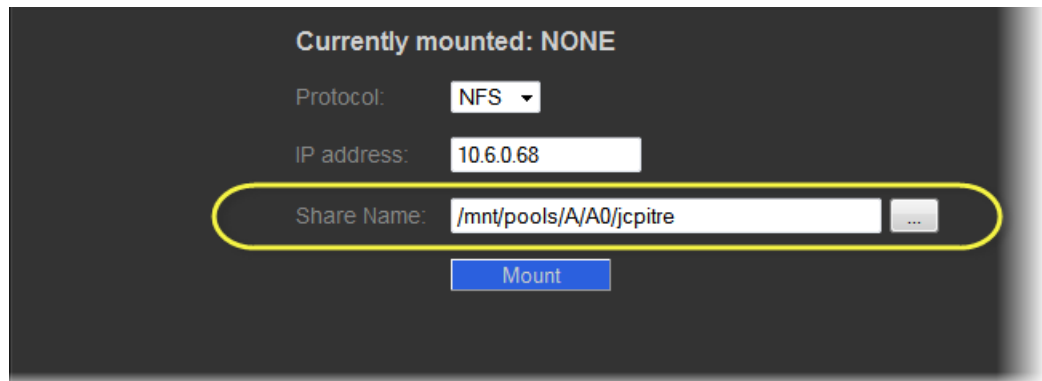 Currently mounted: NONE
Protocol: NFS
IP address: 10.6.0.68
Share Name: /mnt/pools/A/A0/jcpitre ...
Mount